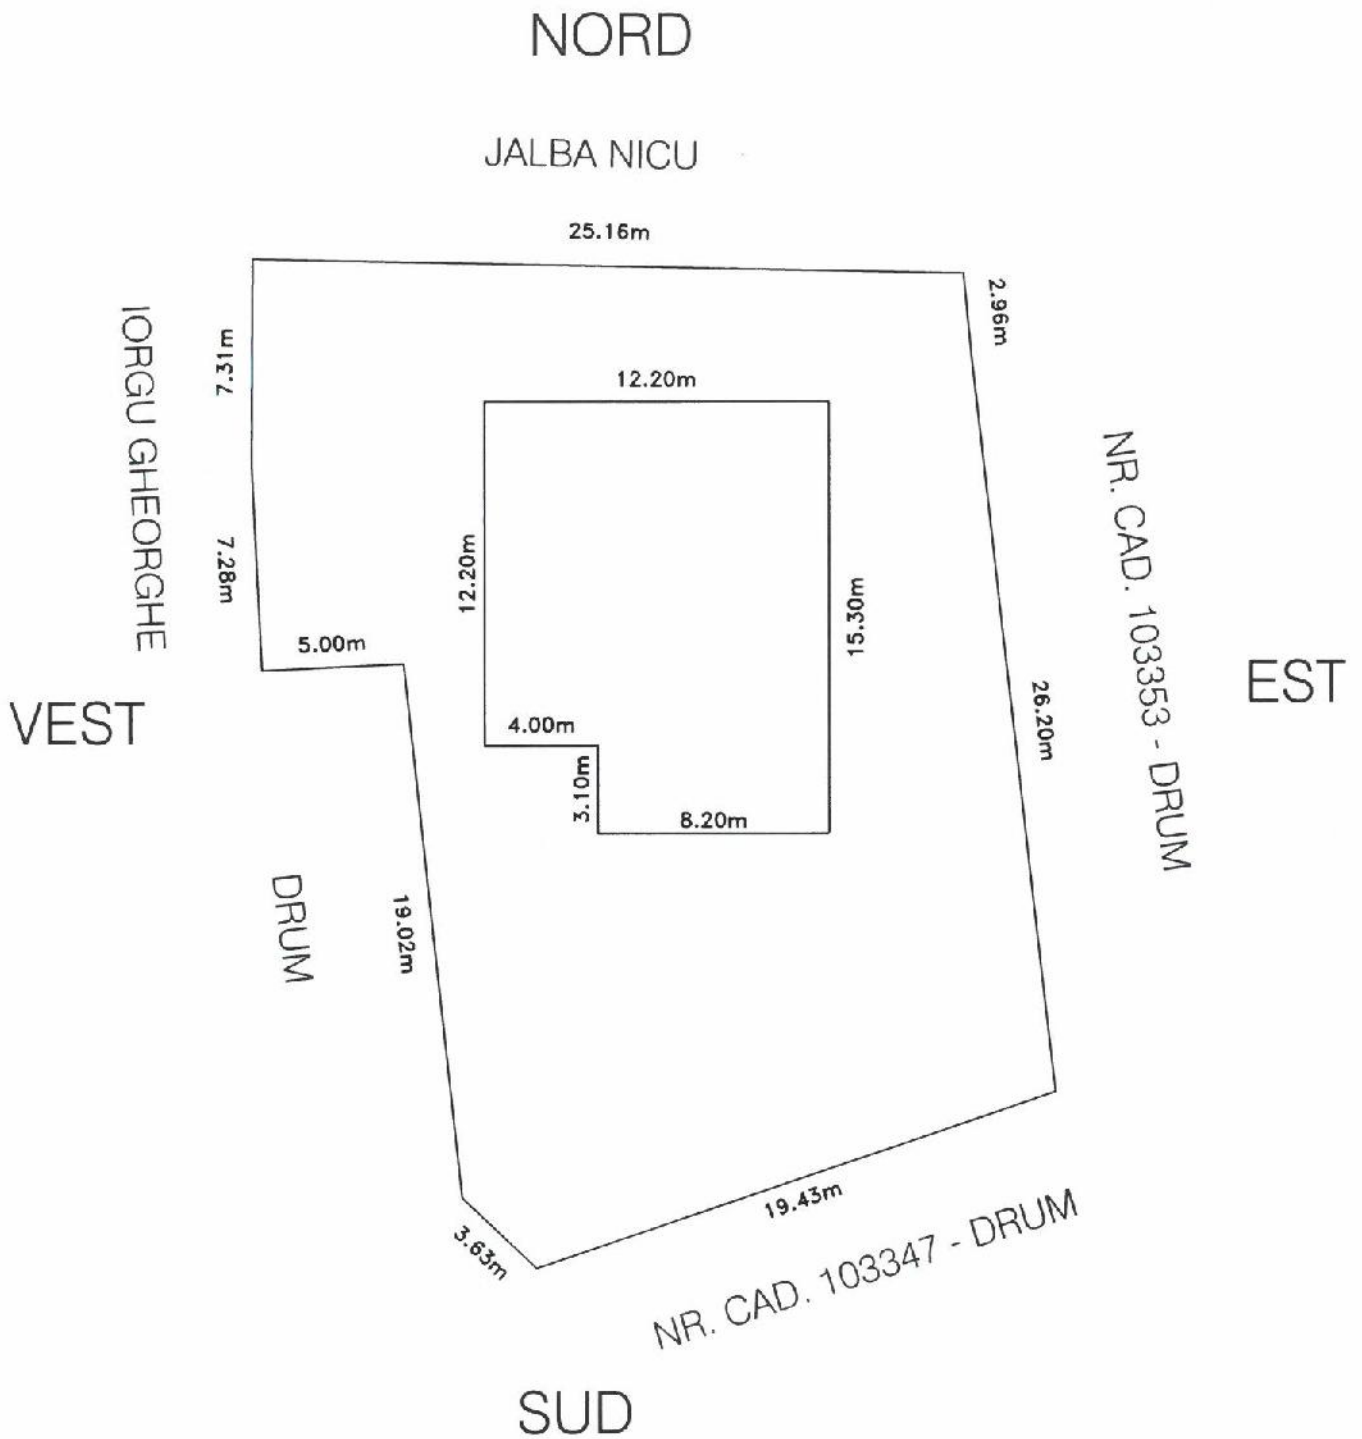 NORD
JALBA NICU
25.16m
2.96m
7.31m
IORGU GHEORGHE
12.20m
NR. CAD. 103353 - DRUM
7.28m
12.20m
15.30m
5.00m
EST
VEST
26.20m
4.00m
3.10m
8.20m
DRUM
19.02m
19.43m
3.63m
NR. CAD. 103347 - DRUM
SUD